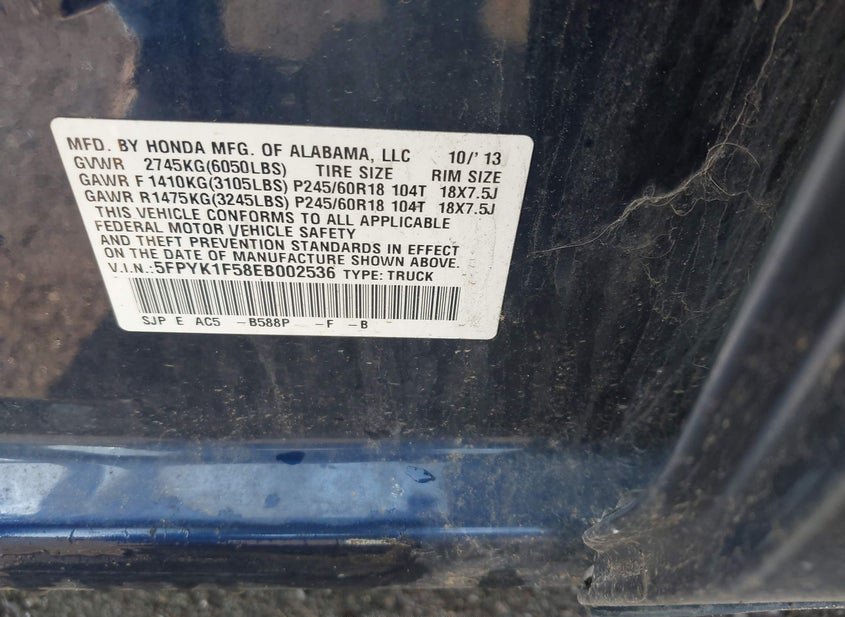 MFD. BY HONDA MFG. OF ALABAMA, LLC 10/'13
GVWR 2745KG(6050LBS) TIRE SIZE RIM SIZE
GAWR F 1410KG(3105LBS) P245/60R18 104T 18X7.5J
GAWR R1475KG(3245LBS) P245/60R18 104T 18X7.5J
THIS VEHICLE CONFORMS TO ALL APPLICABLE
FEDERAL MOTOR VEHICLE SAFETY
AND THEFT PREVENTION STANDARDS IN EFFECT
ON THE DATE OF MANUFACTURE SHOWN ABOVE.
V.I.N.:5FPYK1F58EB002536 TYPE: TRUCK
SJP E AC5 –B588P –F –B –